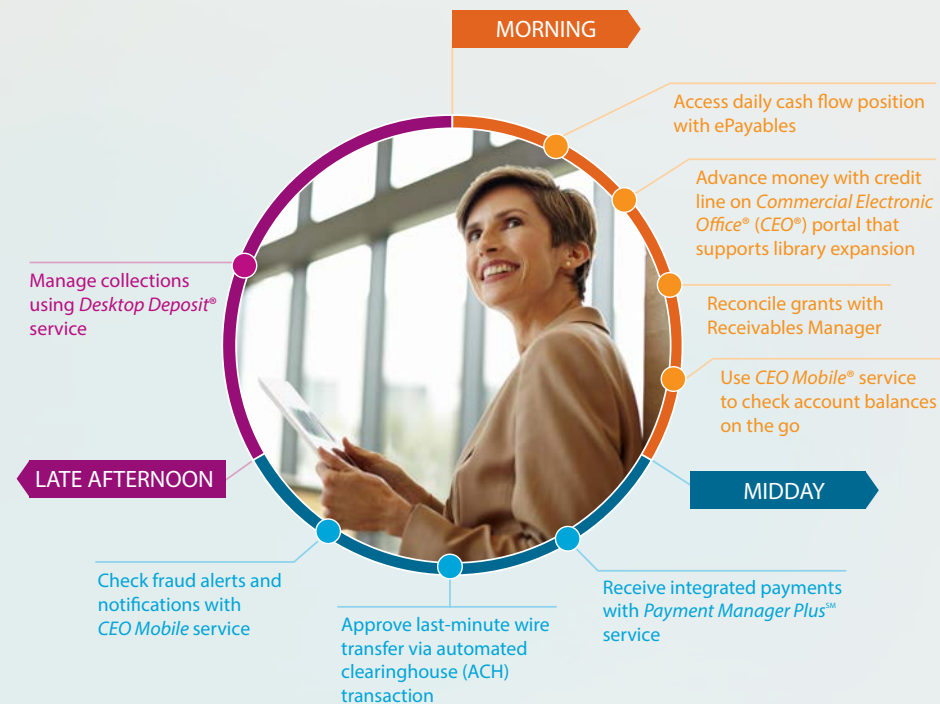 MORNING
Access daily cash flow position
with ePayables
Advance money with credit
line on Commercial Electronic
Office® (CEO®) portal that
supports library expansion
Reconcile grants with
Receivables Manager
Use CEO Mobile® service
to check account balances
on the go
MIDDAY
Receive integrated payments
with Payment Manager Plus℠
service
Approve last-minute wire
transfer via automated
clearinghouse (ACH)
transaction
Check fraud alerts and
notifications with
CEO Mobile service
LATE AFTERNOON
Manage collections
using Desktop Deposit®
service